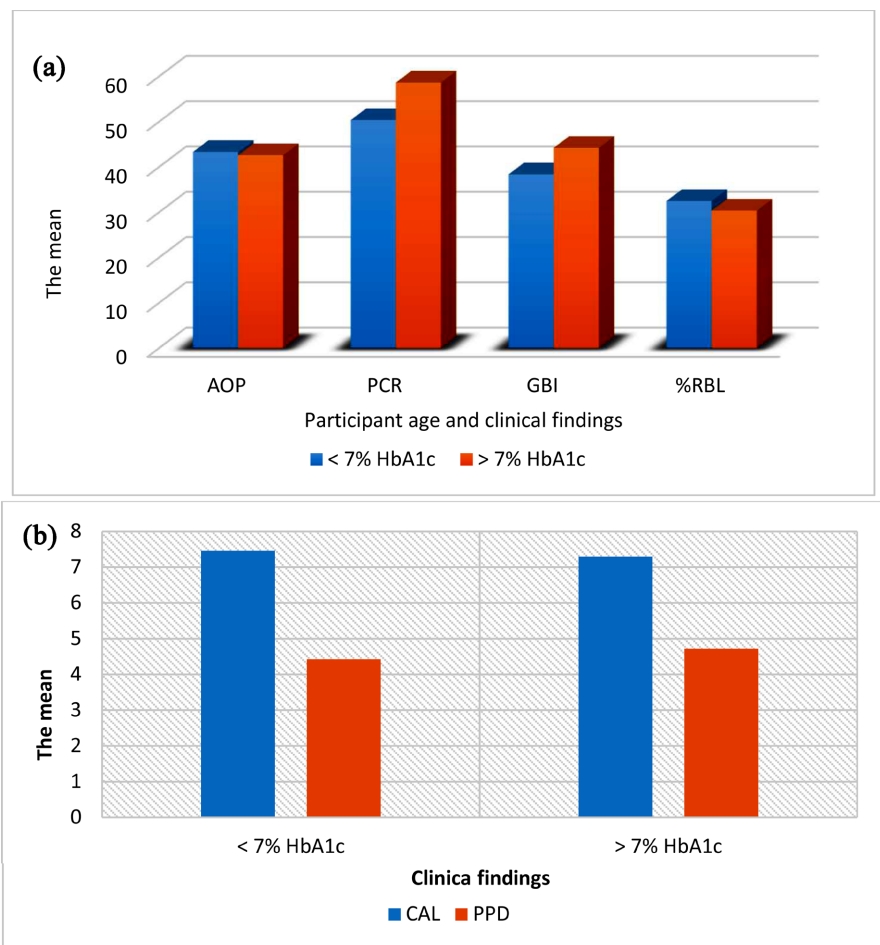 (a)
60
50
40
30
20
10
0
The mean
AOP PCR GBI %RBL
Participant age and clinical findings
< 7% HbA1c > 7% HbA1c
(b)
8
7
6
5
4
3
2
1
0
The mean
< 7% HbA1c > 7% HbA1c
Clinica findings
CAL PPD